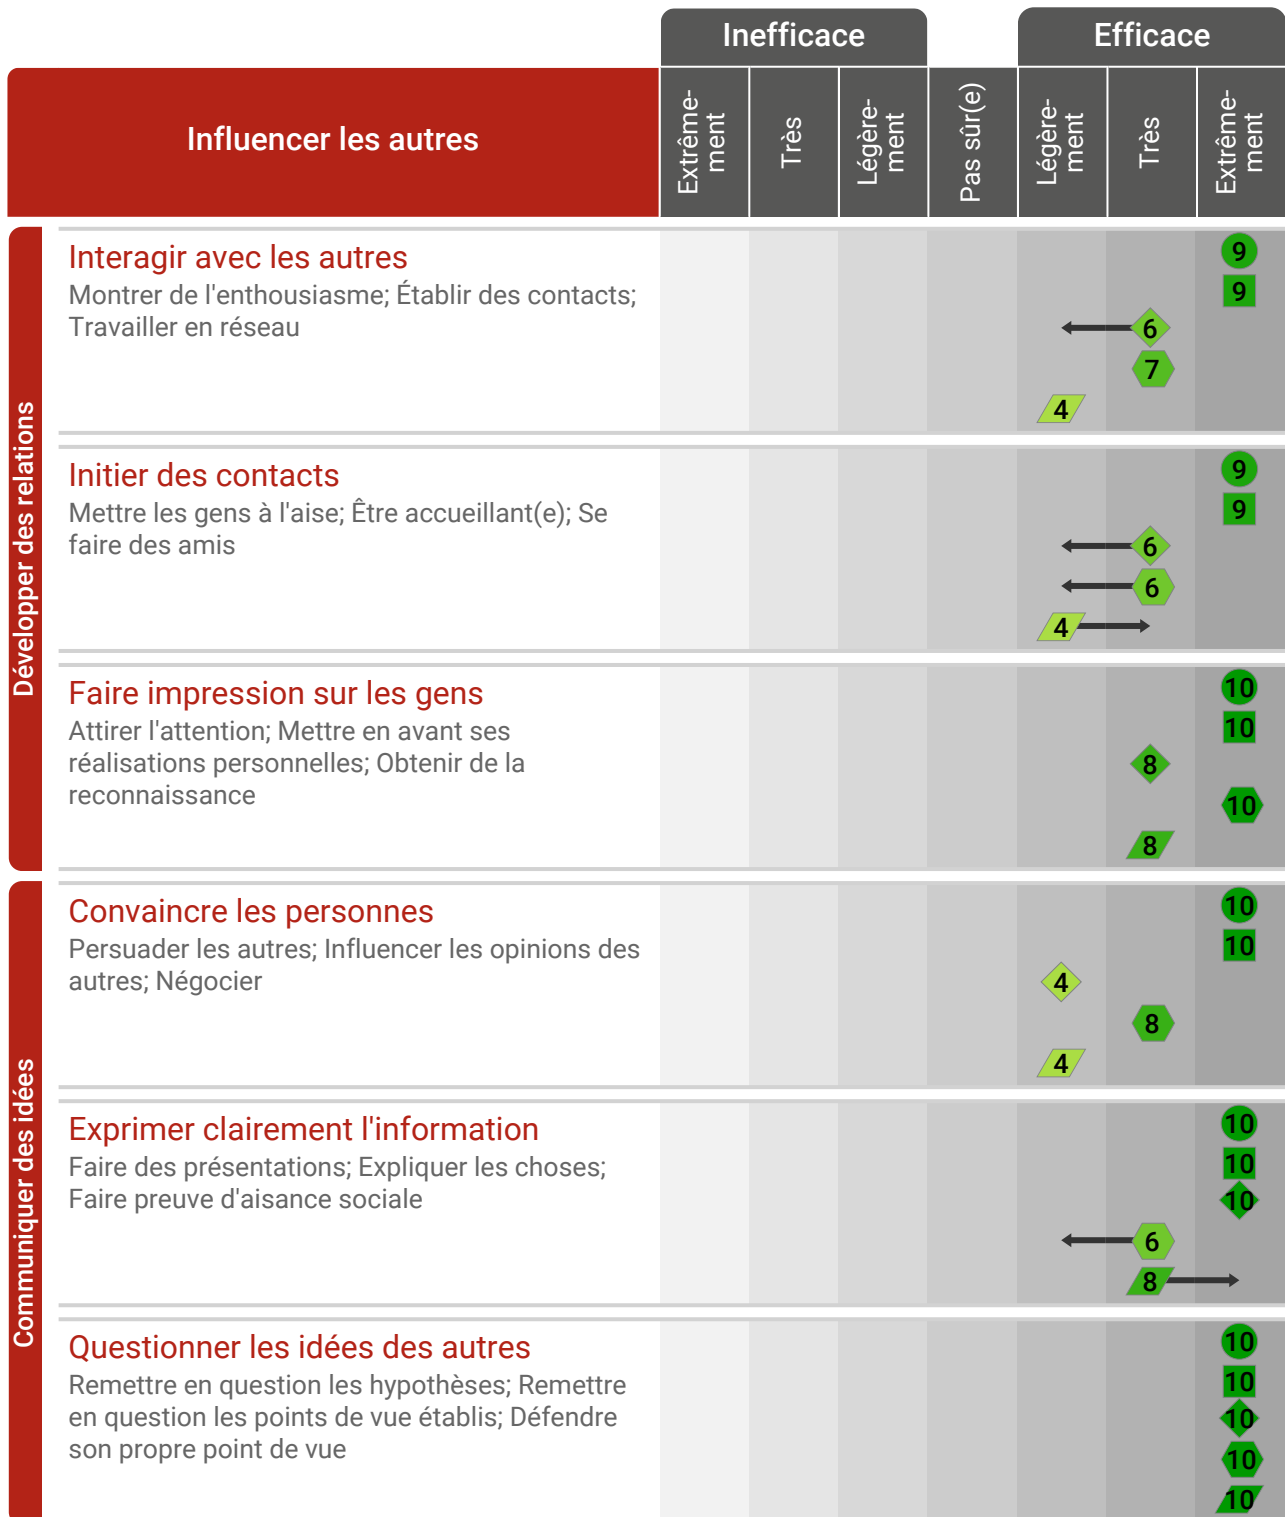 Inefficace
Efficace
Influencer les autres
Extrême-
ment
Très
Légère-
ment
Pas sûr(e)
Légère-
ment
Très
Extrême-
ment
Développer des relations
Interagir avec les autres
Montrer de l'enthousiasme; Établir des contacts;
Travailler en réseau
9
9
6
7
4
Initier des contacts
Mettre les gens à l'aise; Être accueillant(e); Se
faire des amis
9
9
6
6
4
Faire impression sur les gens
Attirer l'attention; Mettre en avant ses
réalisations personnelles; Obtenir de la
reconnaissance
10
10
8
10
8
Communiquer des idées
Convaincre les personnes
Persuader les autres; Influencer les opinions des
autres; Négocier
10
10
4
8
4
Exprimer clairement l'information
Faire des présentations; Expliquer les choses;
Faire preuve d'aisance sociale
10
10
10
6
8
Questionner les idées des autres
Remettre en question les hypothèses; Remettre
en question les points de vue établis; Défendre
son propre point de vue
10
10
10
10
10